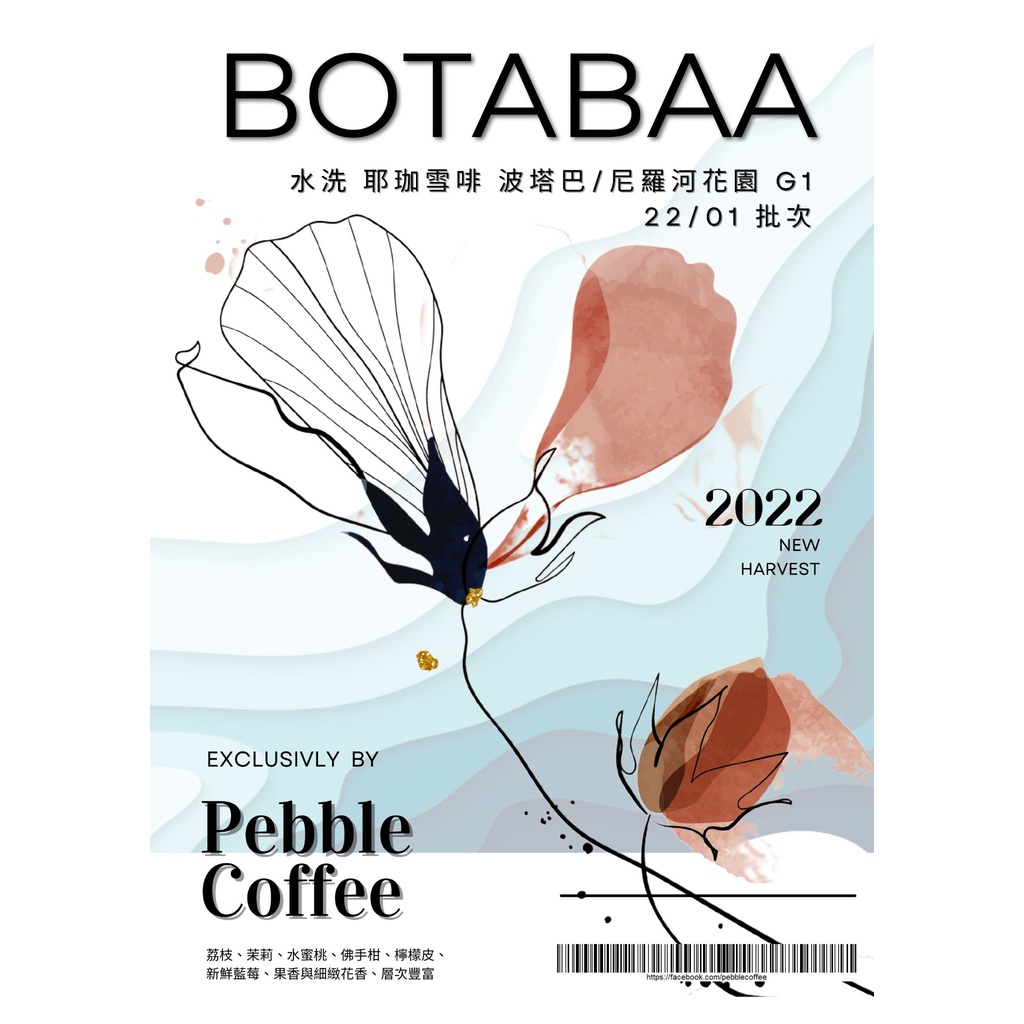 BOTABAA
水洗 耶珈雪啡 波塔巴/尼羅河花園 G1
22/01 批次
2022
NEW
HARVEST
EXCLUSIVLY BY
Pebble
Coffee
荔枝、茉莉、水蜜桃、佛手柑、檸檬皮、
新鮮藍莓、果香與細緻花香、層次豐富
https://facebook.com/pebblecoffee